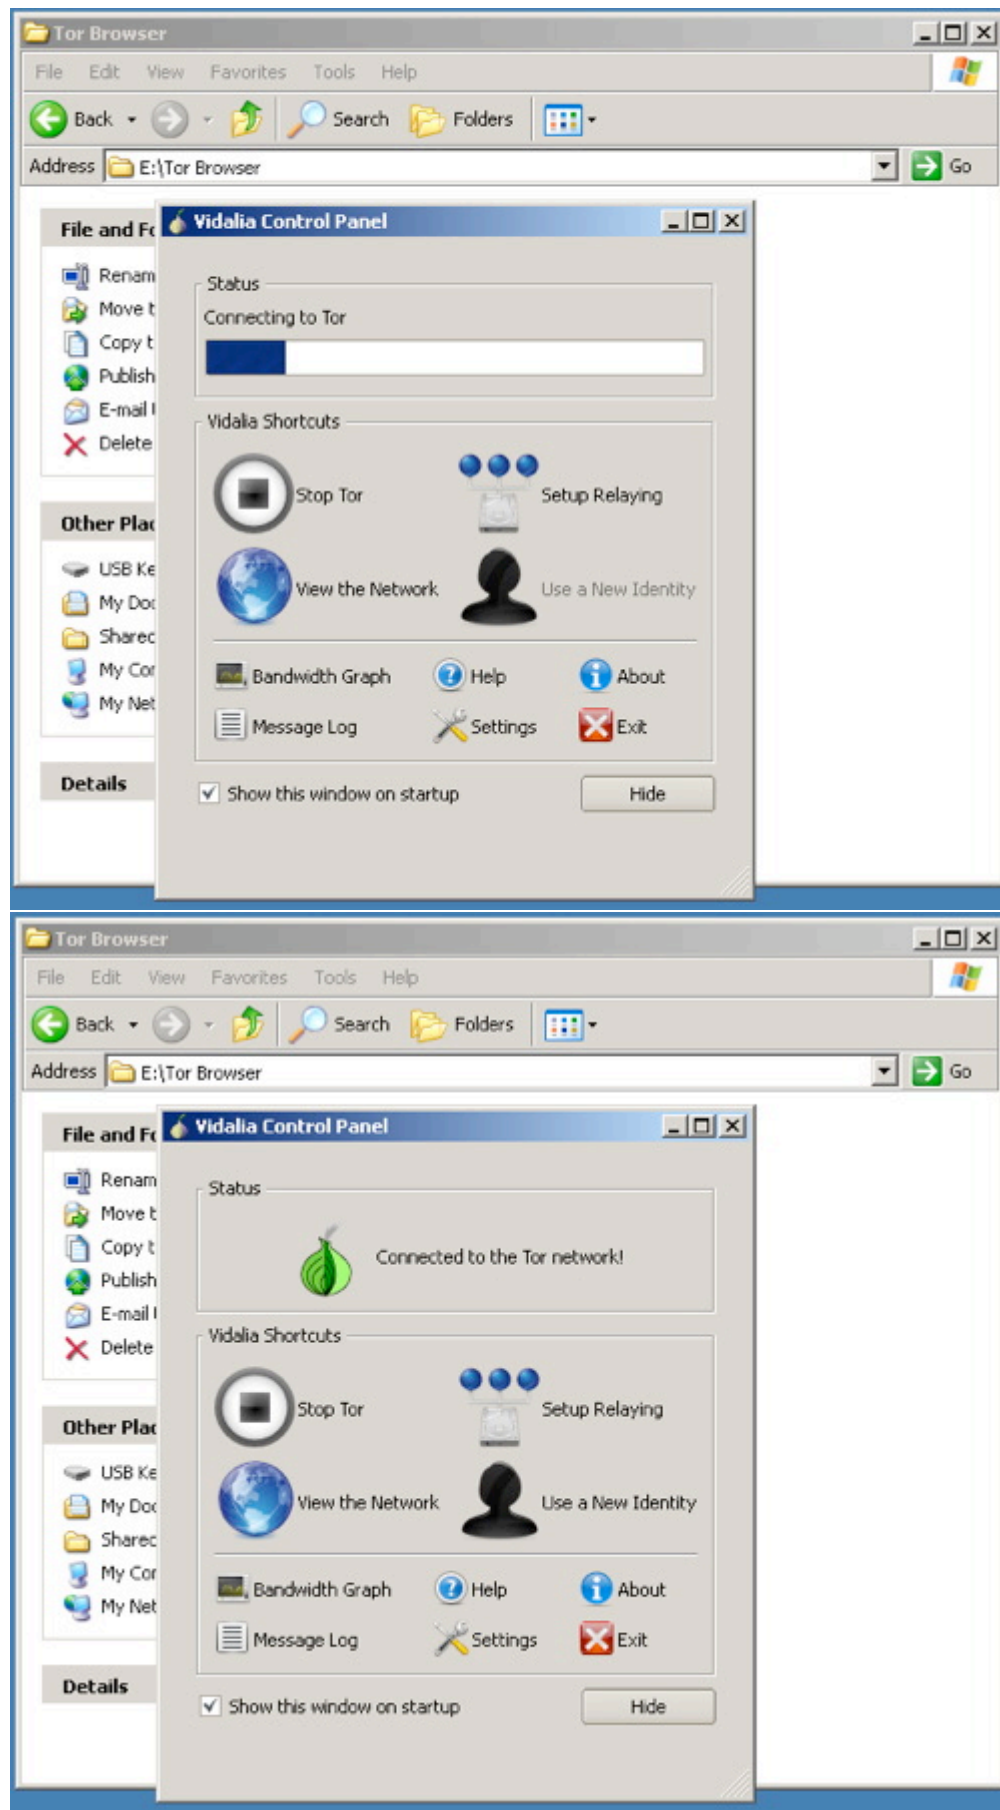 Tor Browser
File Edit View Favorites Tools Help
Back Search Folders
Address E:\Tor Browser Go
File and Fo
Renam
Move t
Copy t
Publish
E-mail
Delete
Other Plac
USB Ke
My Doc
Shared
My Cor
My Net
Details
Vidalia Control Panel
Status
Connecting to Tor
Vidalia Shortcuts
Stop Tor
Setup Relaying
View the Network
Use a New Identity
Bandwidth Graph Help About
Message Log Settings Exit
Show this window on startup Hide
Tor Browser
File Edit View Favorites Tools Help
Back Search Folders
Address E:\Tor Browser Go
File and Fo
Renam
Move t
Copy t
Publish
E-mail
Delete
Other Plac
USB Ke
My Doc
Shared
My Cor
My Net
Details
Vidalia Control Panel
Status
Connected to the Tor network!
Vidalia Shortcuts
Stop Tor
Setup Relaying
View the Network
Use a New Identity
Bandwidth Graph Help About
Message Log Settings Exit
Show this window on startup Hide